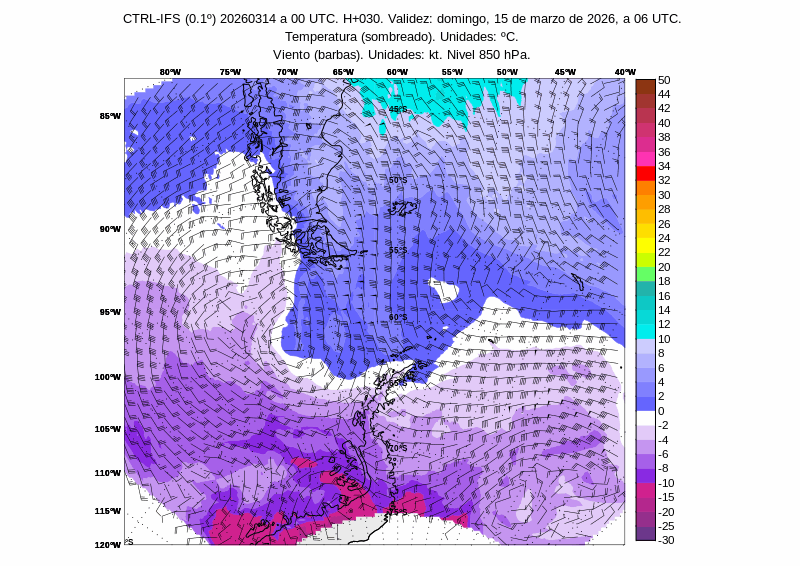 CTRL-IFS (0.1º) 20260314 a 00 UTC. H+030. Validez: domingo, 15 de marzo de 2026, a 06 UTC.
Temperatura (sombreado). Unidades: ºC.
Viento (barbas). Unidades: kt. Nivel 850 hPa.
80°W 75°W 70°W 65°W 60°W 55°W 50°W 45°W 40°W
50
44
45°S
85°W
42
40
38
36
34
50°S
32
30
28
90°W
26
24
55°S
22
20
18
16
95°W
60°S
14
12
10
8
6
100°W
65°S
4
2
0
105°W
-2
-4
70°S
-6
110°W
-8
-10
-15
115°W
75°S
-20
-25
120°W
°S
-30